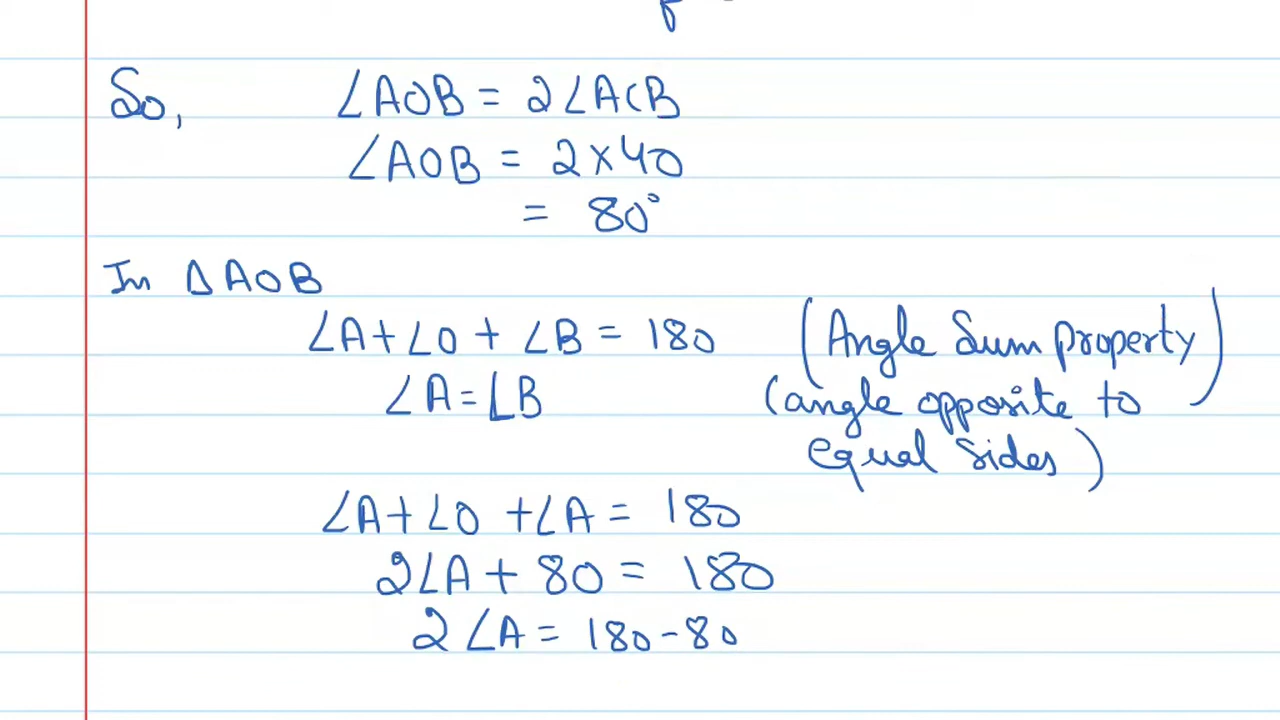 So, ∠AOB = 2∠ACB
∠AOB = 2×40
= 80°
In ΔAOB
∠A+∠O + ∠B = 180 (Angle Sum property)
∠A = ∠B (angle opposite to
equal sides)
∠A+ ∠O +∠A = 180
2∠A + 80 = 180
2∠A = 180-80